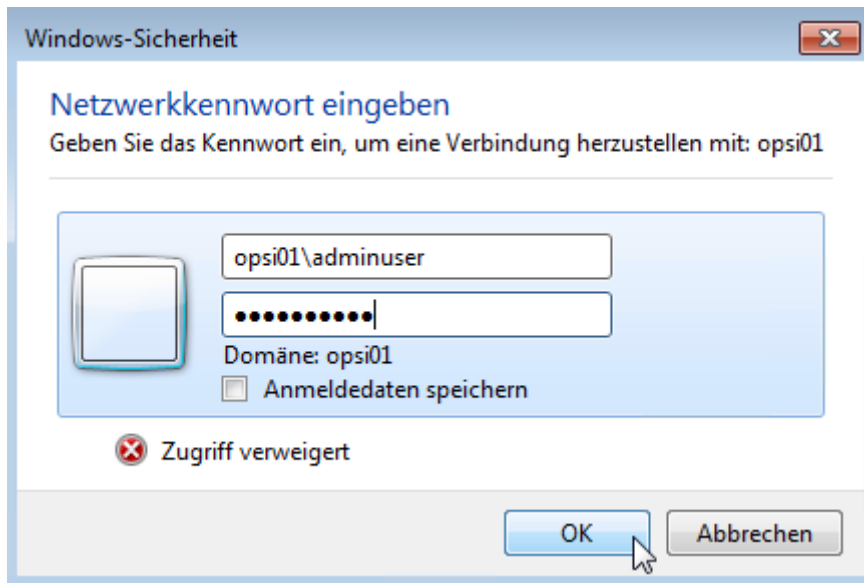 Windows-Sicherheit
Netzwerkkennwort eingeben
Geben Sie das Kennwort ein, um eine Verbindung herzustellen mit: opsi01
opsi01\adminuser
●●●●●●●●●●
Domäne: opsi01
Anmeldedaten speichern
Zugriff verweigert
OK
Abbrechen